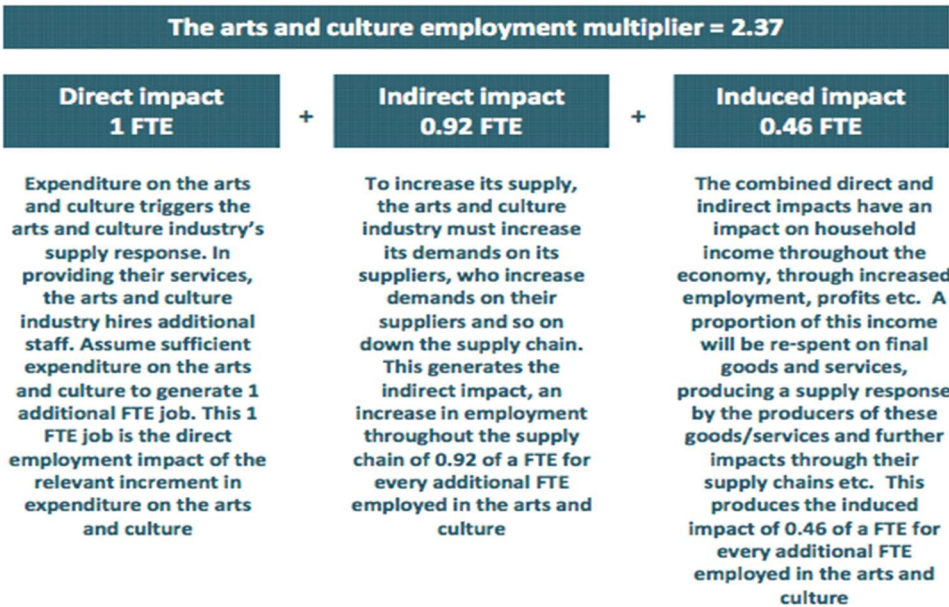 The arts and culture employment multiplier = 2.37
Direct impact
1 FTE
+
Indirect impact
0.92 FTE
+
Induced impact
0.46 FTE
Expenditure on the arts
and culture triggers the
arts and culture industry's
supply response. In
providing their services,
the arts and culture
industry hires additional
staff. Assume sufficient
expenditure on the arts
and culture to generate 1
additional FTE job. This 1
FTE job is the direct
employment impact of the
relevant increment in
expenditure on the arts
and culture
To increase its supply,
the arts and culture
industry must increase
its demands on its
suppliers, who increase
demands on their
suppliers and so on
down the supply chain.
This generates the
indirect impact, an
increase in employment
throughout the supply
chain of 0.92 of a FTE for
every additional FTE
employed in the arts and
culture
The combined direct and
indirect impacts have an
impact on household
income throughout the
economy, through increased
employment, profits etc. A
proportion of this income
will be re-spent on final
goods and services,
producing a supply response
by the producers of these
goods/services and further
impacts through their
supply chains etc. This
produces the induced
impact of 0.46 of a FTE for
every additional FTE
employed in the arts and
culture